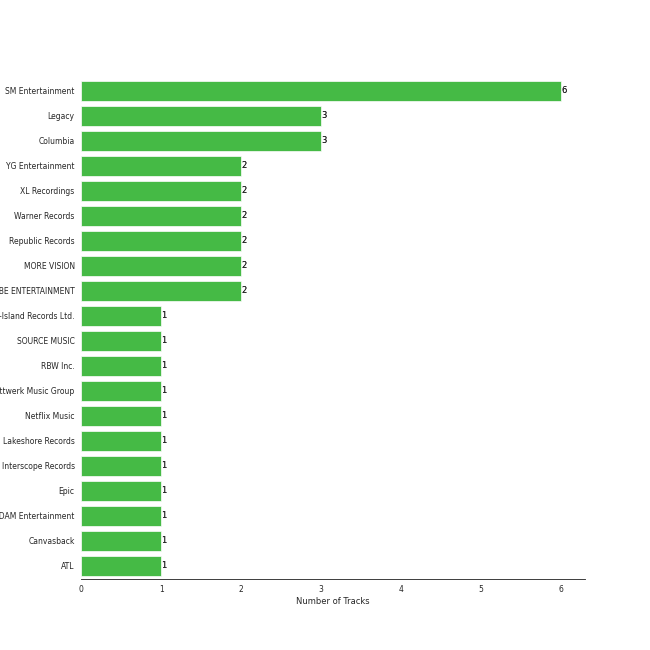 SM Entertainment 6
Legacy 3
Columbia 3
YG Entertainment 2
XL Recordings 2
Warner Records 2
Republic Records 2
MORE VISION 2
BE ENTERTAINMENT 2
-Island Records Ltd. 1
SOURCE MUSIC 1
RBW Inc. 1
ttwerk Music Group 1
Netflix Music 1
Lakeshore Records 1
Interscope Records 1
Epic 1
DAM Entertainment 1
Canvasback 1
ATL 1
0 1 2 3 4 5 6
Number of Tracks